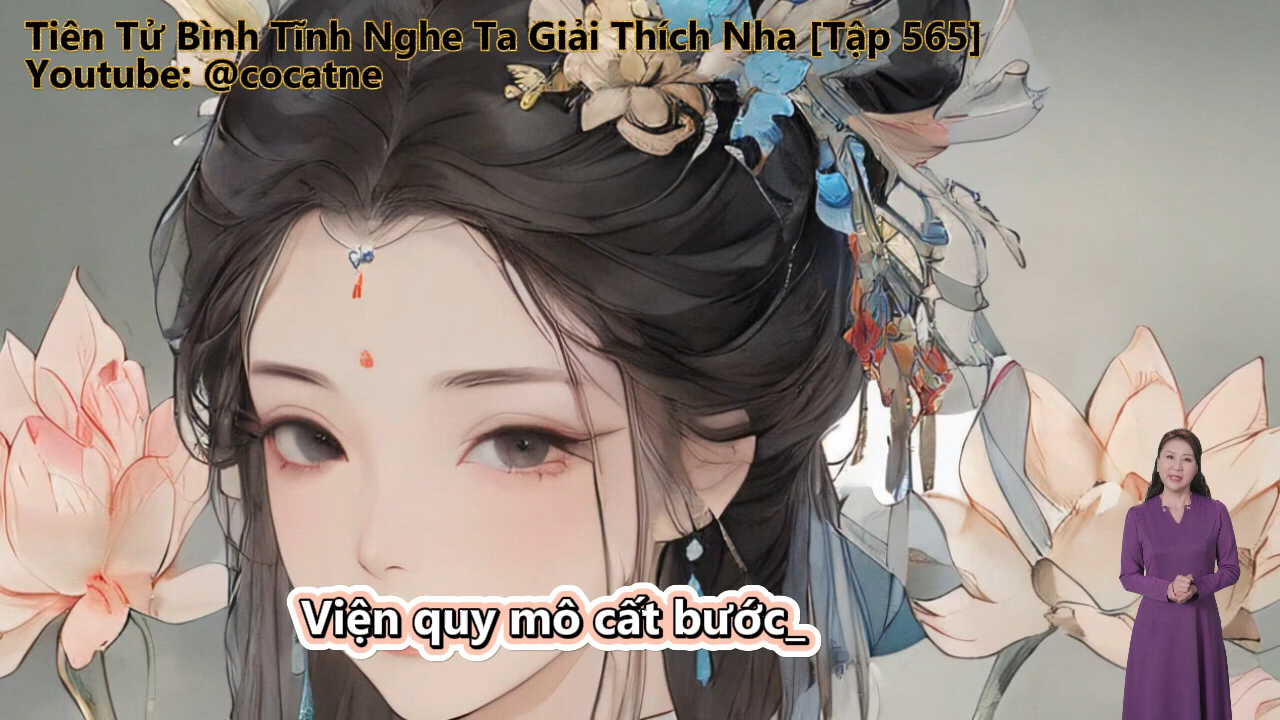 Tiên Tử Bình Tĩnh Nghe Ta Giải Thích Nha [Tập 565]
Youtube: @cocatne
Viện quy mô cất bước_